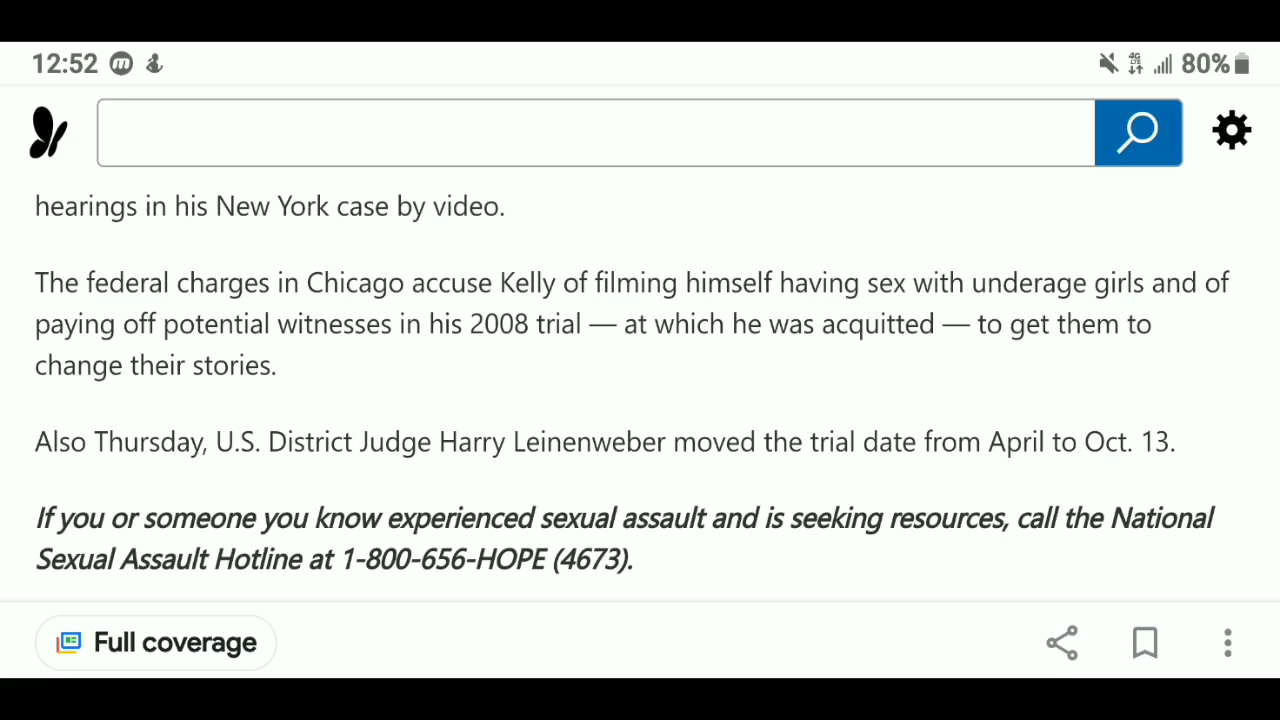 12:52 80%
hearings in his New York case by video.
The federal charges in Chicago accuse Kelly of filming himself having sex with underage girls and of
paying off potential witnesses in his 2008 trial — at which he was acquitted — to get them to
change their stories.
Also Thursday, U.S. District Judge Harry Leinenweber moved the trial date from April to Oct. 13.
If you or someone you know experienced sexual assault and is seeking resources, call the National
Sexual Assault Hotline at 1-800-656-HOPE (4673).
Full coverage